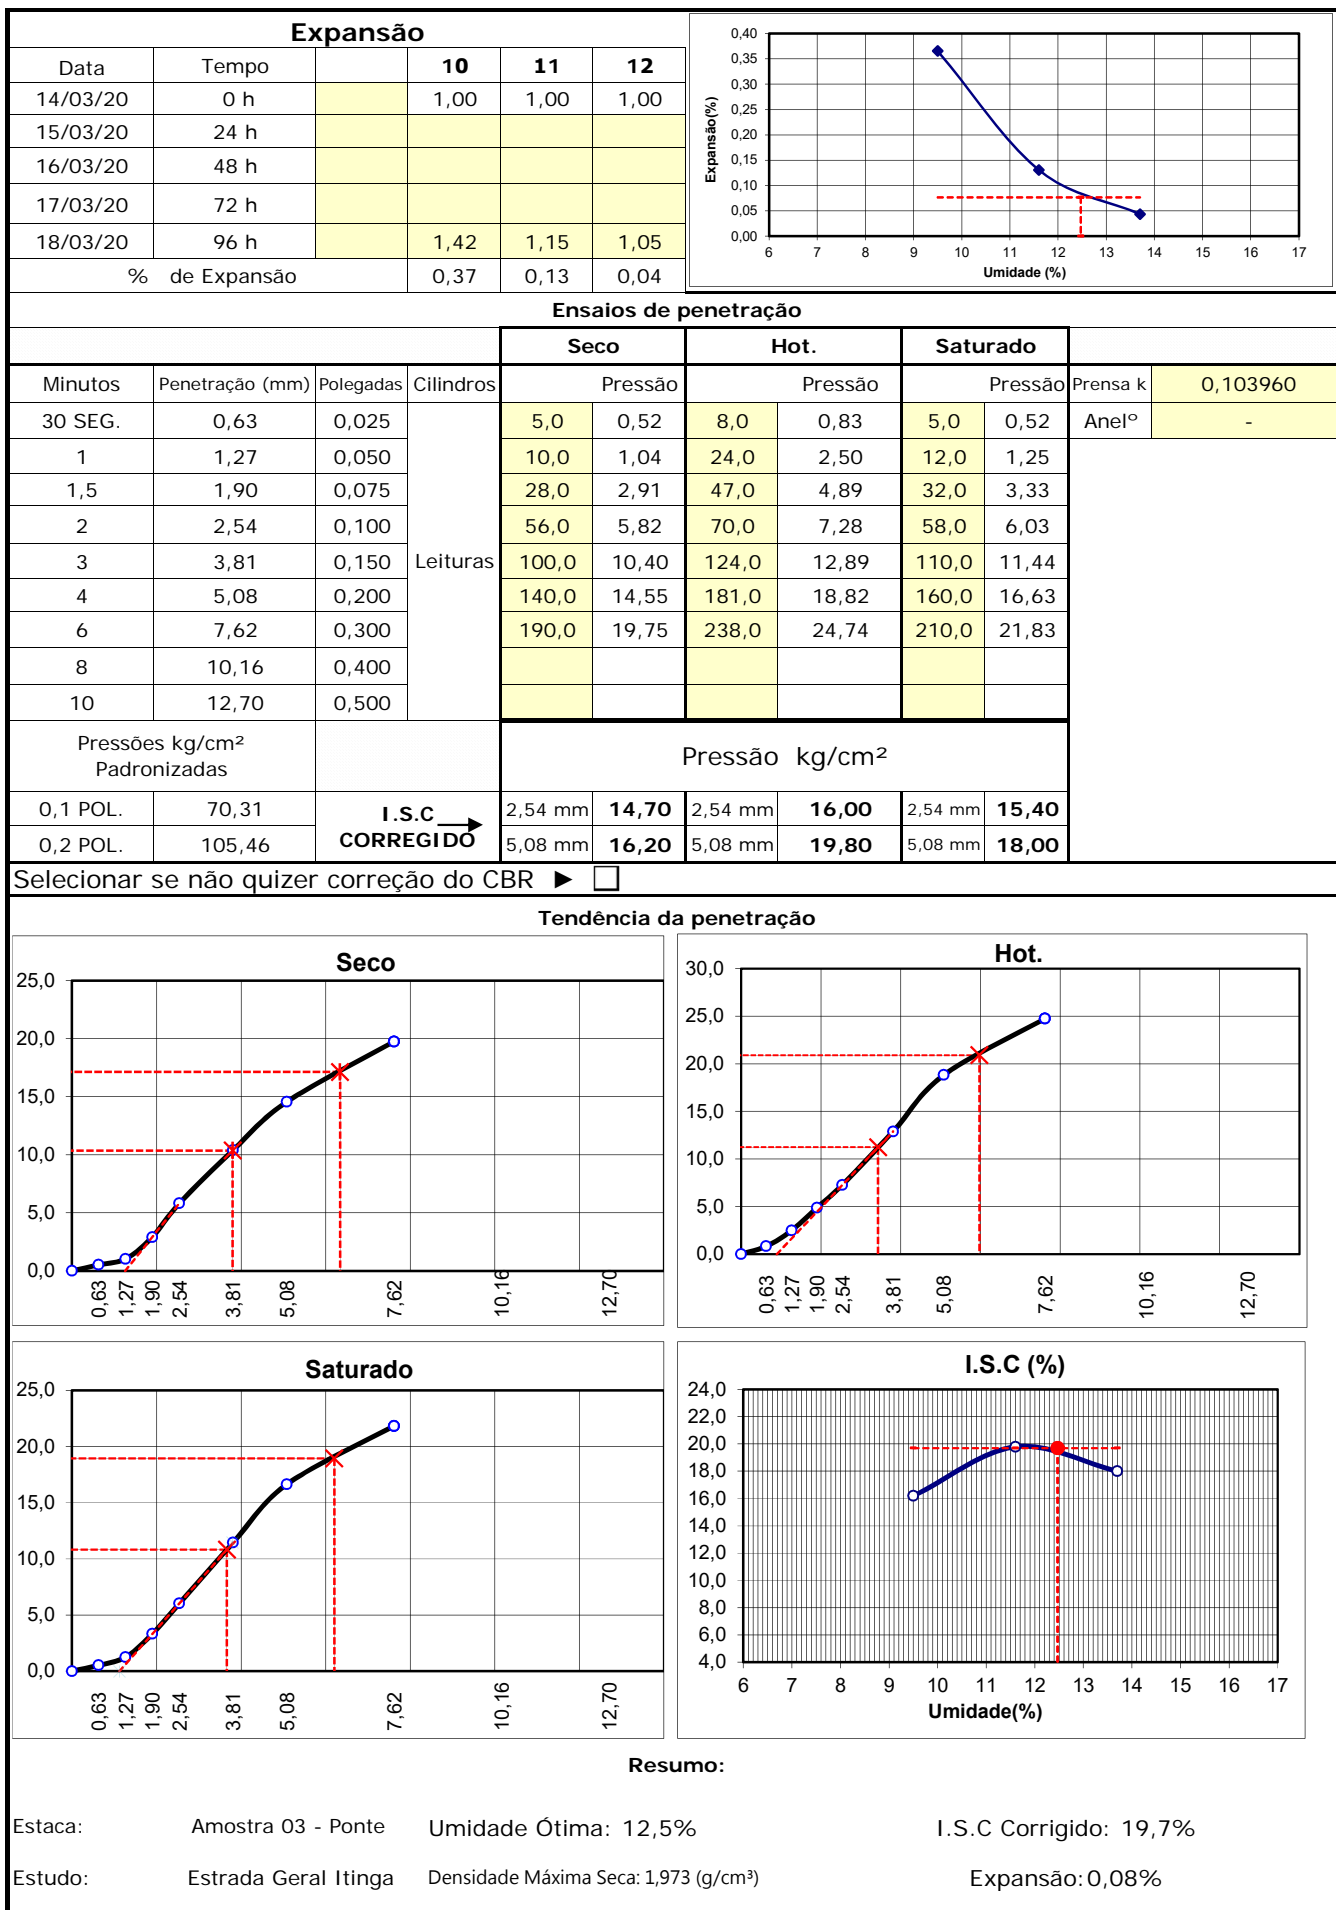 Expansão
Data Tempo 10 11 12
14/03/20 0 h 1,00 1,00 1,00
15/03/20 24 h
16/03/20 48 h
17/03/20 72 h
18/03/20 96 h 1,42 1,15 1,05
% de Expansão 0,37 0,13 0,04
Expansão(%)
0,40
0,35
0,30
0,25
0,20
0,15
0,10
0,05
0,00
6 7 8 9 10 11 12 13 14 15 16 17
Umidade (%)
Ensaios de penetração
Seco Hot. Saturado
Minutos Penetração (mm) Polegadas Cilindros Pressão Pressão Pressão Prensa k 0,103960
30 SEG. 0,63 0,025 5,0 0,52 8,0 0,83 5,0 0,52 Anelº -
1 1,27 0,050 10,0 1,04 24,0 2,50 12,0 1,25
1,5 1,90 0,075 28,0 2,91 47,0 4,89 32,0 3,33
2 2,54 0,100 56,0 5,82 70,0 7,28 58,0 6,03
3 3,81 0,150 Leituras 100,0 10,40 124,0 12,89 110,0 11,44
4 5,08 0,200 140,0 14,55 181,0 18,82 160,0 16,63
6 7,62 0,300 190,0 19,75 238,0 24,74 210,0 21,83
8 10,16 0,400
10 12,70 0,500
Pressões kg/cm²
Padronizadas
Pressão kg/cm²
0,1 POL. 70,31 I.S.C 2,54 mm 14,70 2,54 mm 16,00 2,54 mm 15,40
0,2 POL. 105,46 CORREGIDO 5,08 mm 16,20 5,08 mm 19,80 5,08 mm 18,00
Selecionar se não quizer correção do CBR ►
Tendência da penetração
Seco
25,0
20,0
15,0
10,0
5,0
0,0
0,63 1,27 1,90 2,54 3,81 5,08 7,62 10,16 12,70
Hot.
30,0
25,0
20,0
15,0
10,0
5,0
0,0
0,63 1,27 1,90 2,54 3,81 5,08 7,62 10,16 12,70
Saturado
25,0
20,0
15,0
10,0
5,0
0,0
0,63 1,27 1,90 2,54 3,81 5,08 7,62 10,16 12,70
I.S.C (%)
24,0
22,0
20,0
18,0
16,0
14,0
12,0
10,0
8,0
6,0
4,0
6 7 8 9 10 11 12 13 14 15 16 17
Umidade(%)
Resumo:
Estaca: Amostra 03 - Ponte Umidade Ótima: 12,5% I.S.C Corrigido: 19,7%
Estudo: Estrada Geral Itinga Densidade Máxima Seca: 1,973 (g/cm³) Expansão: 0,08%